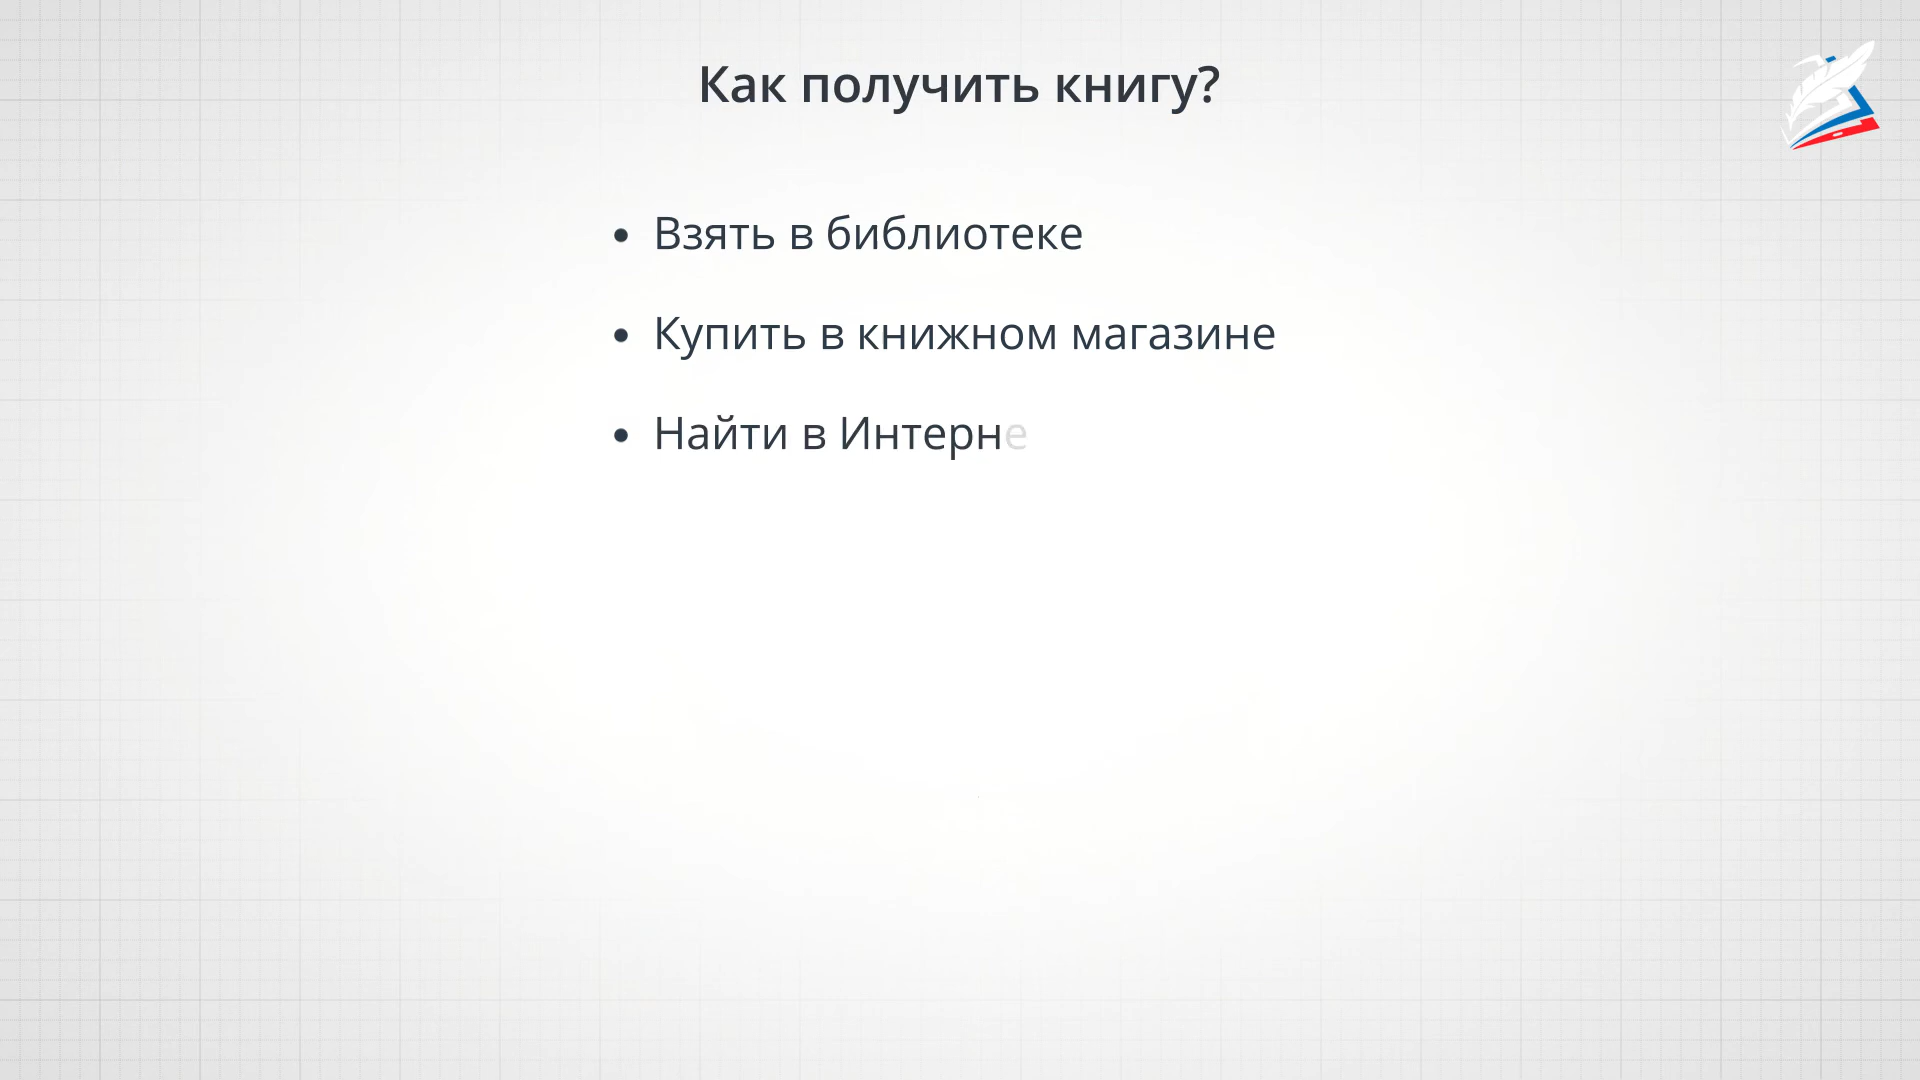 Как получить книгу?
• Взять в библиотеке
• Купить в книжном магазине
• Найти в Интерне